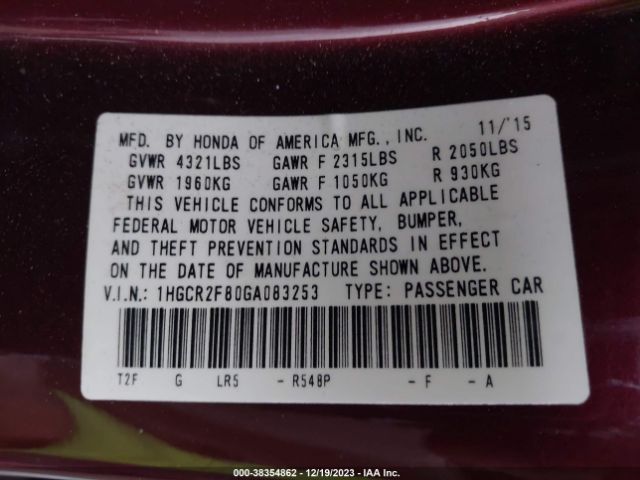 MFD. BY HONDA OF AMERICA MFG., INC. 11/'15
GVWR 4321LBS GAWR F 2315LBS R 2050LBS
GVWR 1960KG GAWR F 1050KG R 930KG
THIS VEHICLE CONFORMS TO ALL APPLICABLE
FEDERAL MOTOR VEHICLE SAFETY, BUMPER,
AND THEFT PREVENTION STANDARDS IN EFFECT
ON THE DATE OF MANUFACTURE SHOWN ABOVE.
V.I.N.: 1HGCR2F80GA083253 TYPE: PASSENGER CAR
T2F G LR5 - R548P - F - A
000-38354862 - 12/19/2023 - IAA Inc.